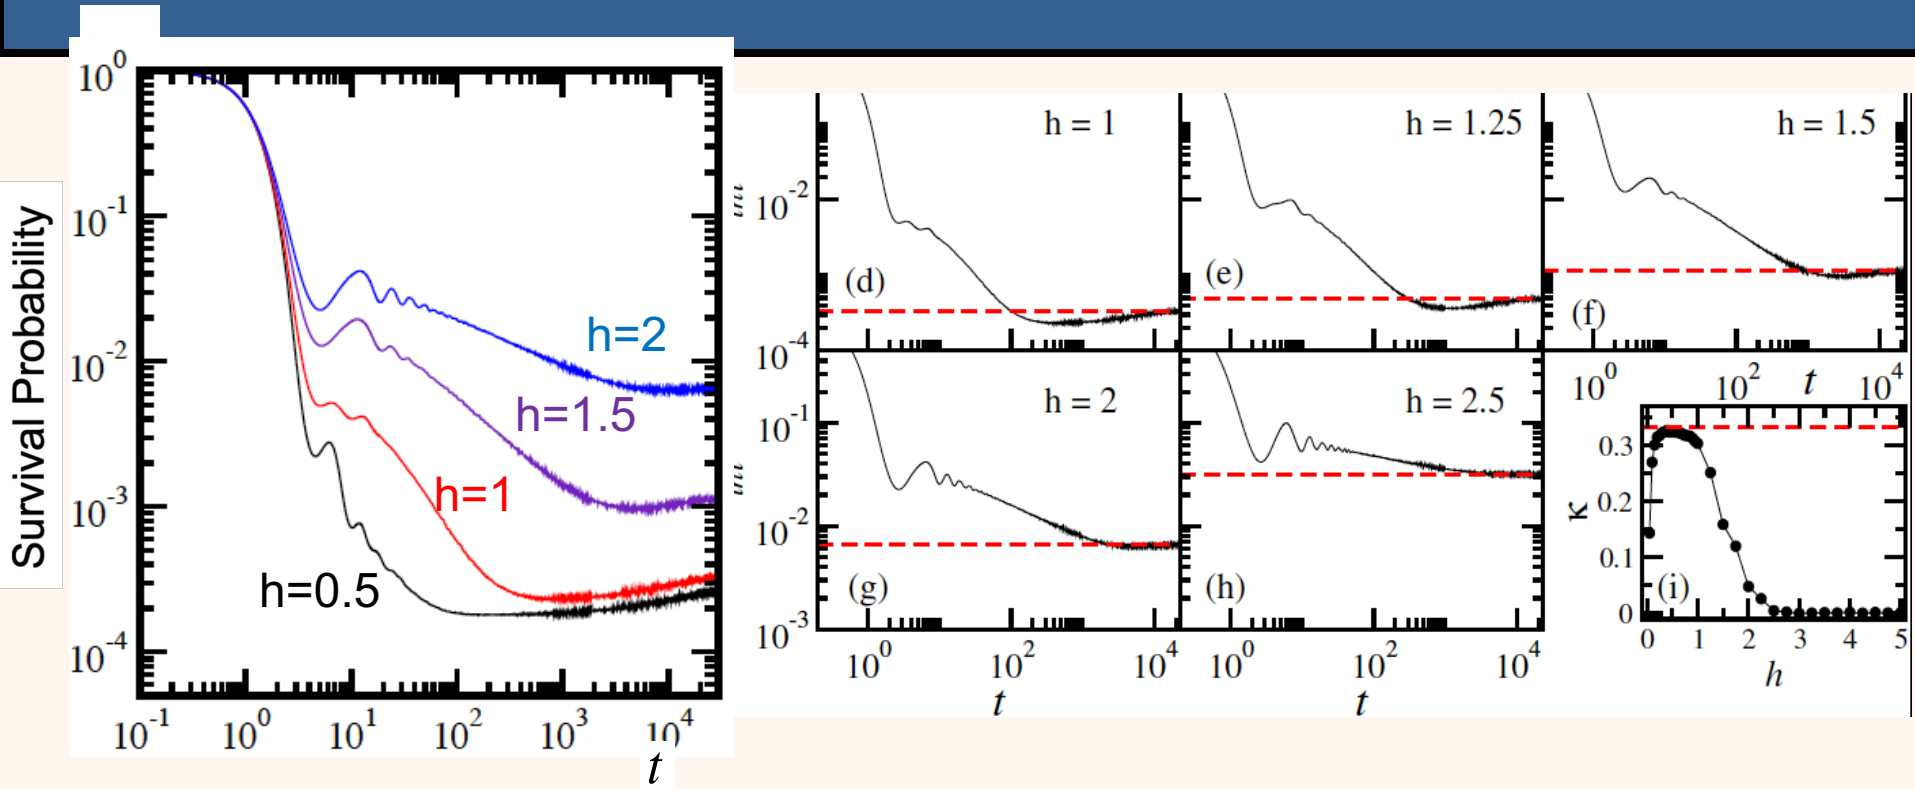 Survival Probability
10^0
10^-1
10^-2
10^-3
10^-4
h=2
h=1.5
h=1
h=0.5
10^-1 10^0 10^1 10^2 10^3 10^4
t
10^-2
10^-4
h = 1
(d)
h = 1.25
(e)
h = 1.5
(f)
10^0 10^2 t 10^4
10^-1
10^-2
10^-3
h = 2
(g)
h = 2.5
(h)
10^0 10^2 10^4
t
10^0 10^2 10^4
t
κ
0.3
0.2
0.1
0
(i)
0 1 2 3 4 5
h